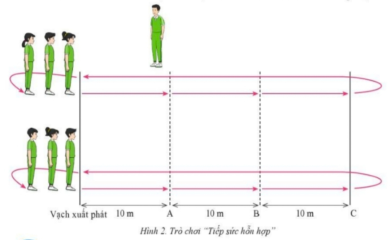 Vạch xuất phát 10 m A 10 m B 10 m C
Hình 2. Trò chơi "Tiếp sức hỗn hợp"